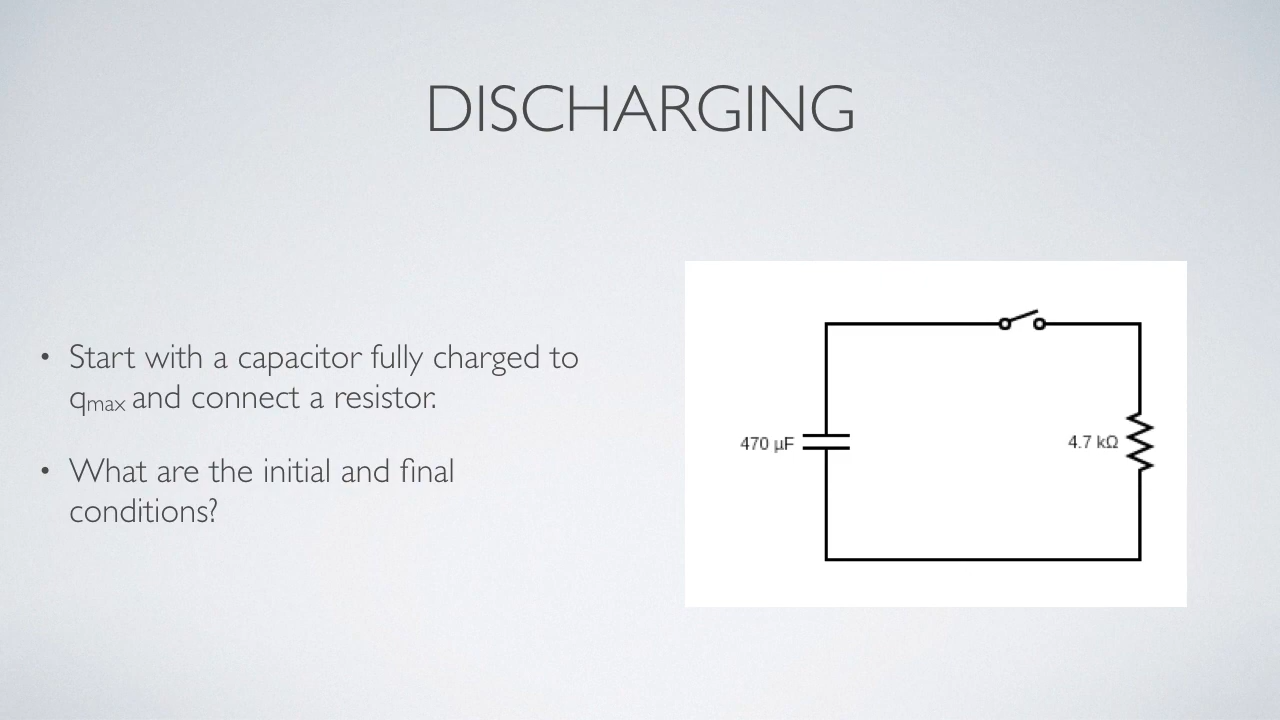 DISCHARGING
• Start with a capacitor fully charged to
qmax and connect a resistor.
• What are the initial and final
conditions?
470 µF
4.7 kΩ